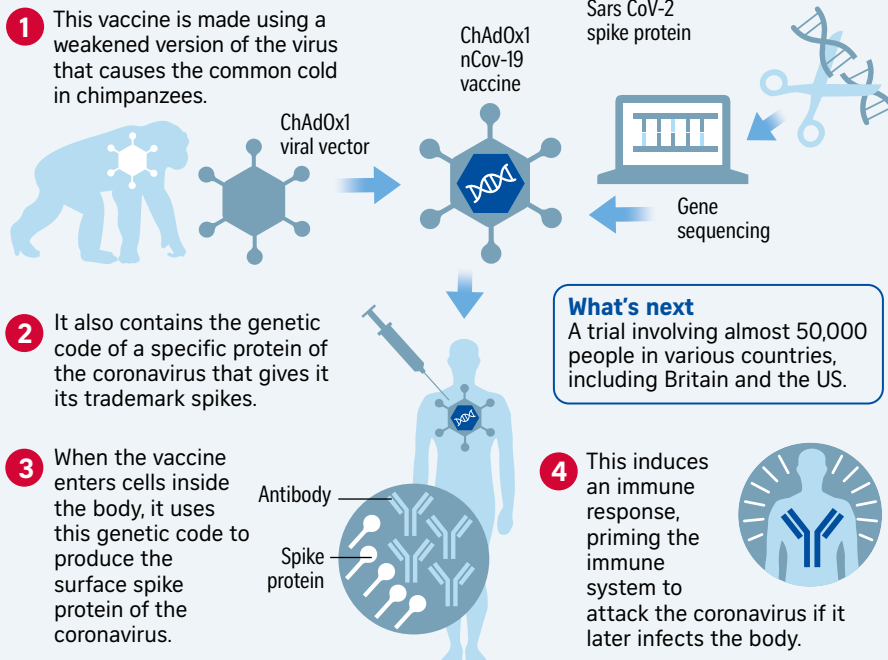 1
This vaccine is made using a
weakened version of the virus
that causes the common cold
in chimpanzees.
ChAdOx1
viral vector
ChAdOx1
nCov-19
vaccine
Sars CoV-2
spike protein
Gene
sequencing
2
It also contains the genetic
code of a specific protein of
the coronavirus that gives it
its trademark spikes.
What's next
A trial involving almost 50,000
people in various countries,
including Britain and the US.
3
When the vaccine
enters cells inside
the body, it uses
this genetic code to
produce the
surface spike
protein of the
coronavirus.
Antibody
Spike
protein
4
This induces
an immune
response,
priming the
immune
system to
attack the coronavirus if it
later infects the body.